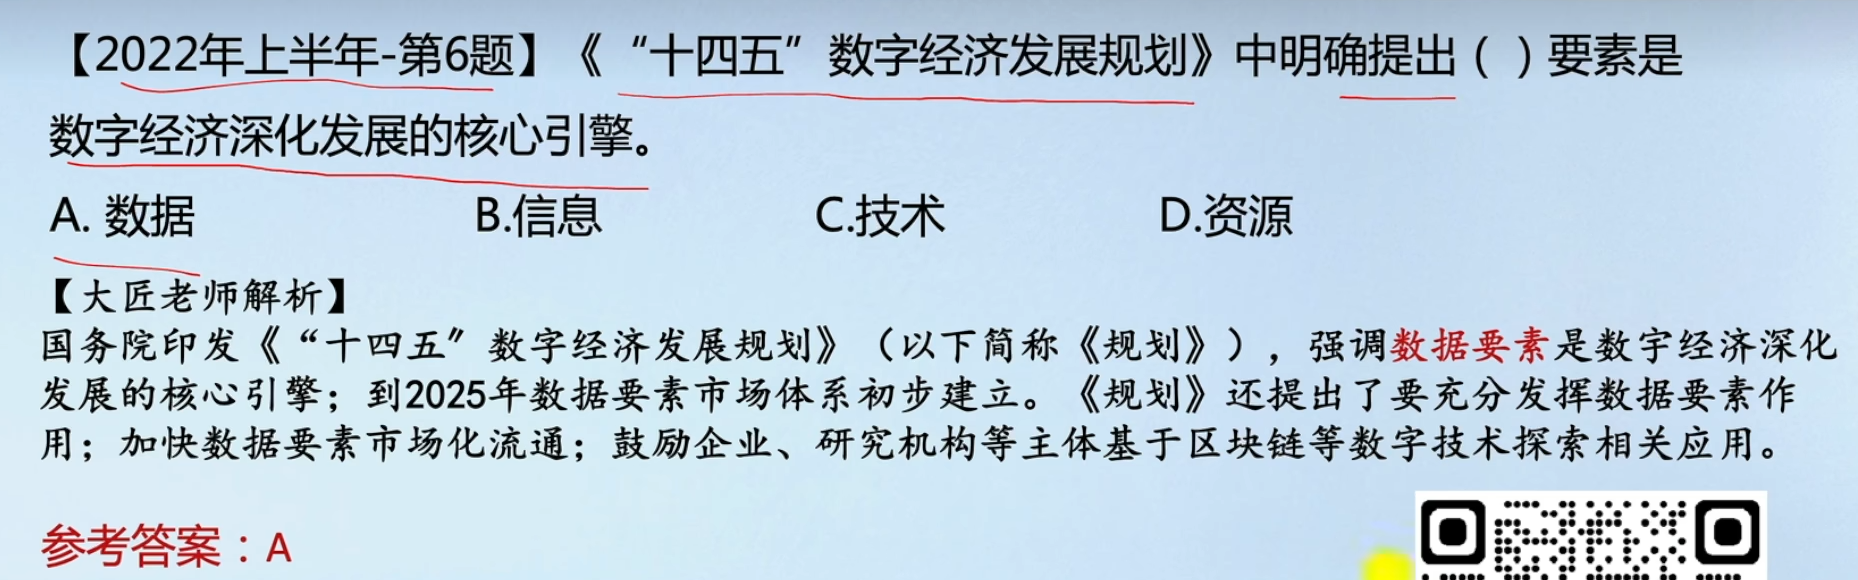 【2022年上半年-第6题】《“十四五”数字经济发展规划》中明确提出（ ）要素是
数字经济深化发展的核心引擎。
A. 数据 B.信息 C.技术 D.资源
【大匠老师解析】
国务院印发《“十四五”数字经济发展规划》（以下简称《规划》），强调数据要素是数字经济深化
发展的核心引擎；到2025年数据要素市场体系初步建立。《规划》还提出了要充分发挥数据要素作
用；加快数据要素市场化流通；鼓励企业、研究机构等主体基于区块链等数字技术探索相关应用。
参考答案：A